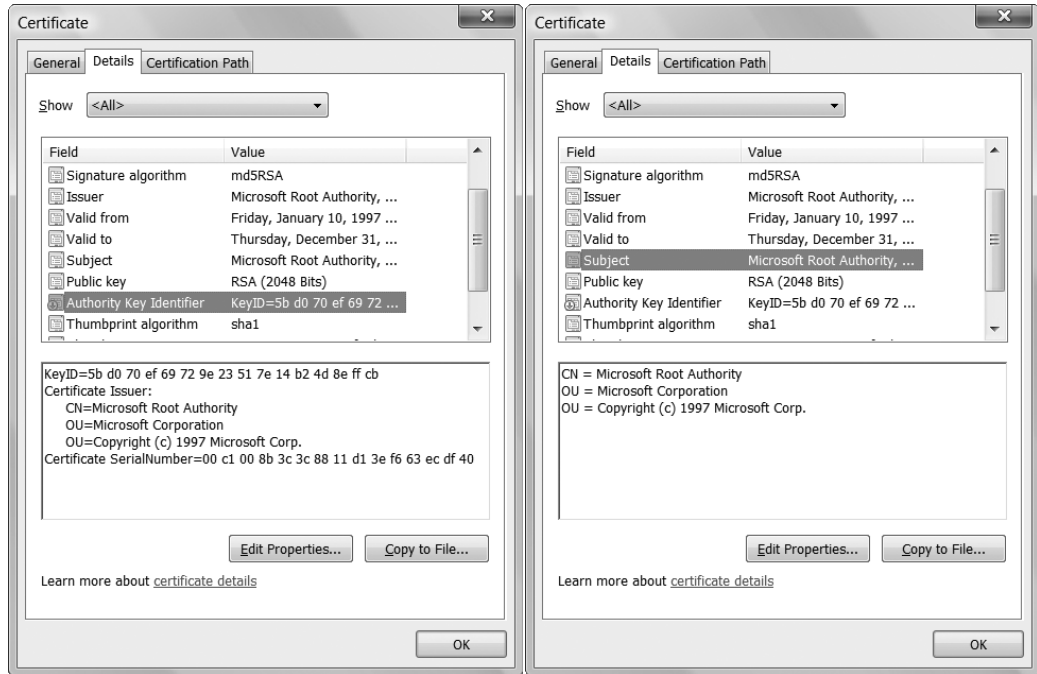 Certificate
General Details Certification Path
Show <All>
Field Value
Signature algorithm md5RSA
Issuer Microsoft Root Authority, ...
Valid from Friday, January 10, 1997 ...
Valid to Thursday, December 31, ...
Subject Microsoft Root Authority, ...
Public key RSA (2048 Bits)
Authority Key Identifier KeyID=5b d0 70 ef 69 72 ...
Thumbprint algorithm sha1
KeyID=5b d0 70 ef 69 72 9e 23 51 7e 14 b2 4d 8e ff cb
Certificate Issuer:
CN=Microsoft Root Authority
OU=Microsoft Corporation
OU=Copyright (c) 1997 Microsoft Corp.
Certificate SerialNumber=00 c1 00 8b 3c 3c 88 11 d1 3e f6 63 ec df 40
Edit Properties... Copy to File...
Learn more about certificate details
OK
Certificate
General Details Certification Path
Show <All>
Field Value
Signature algorithm md5RSA
Issuer Microsoft Root Authority, ...
Valid from Friday, January 10, 1997 ...
Valid to Thursday, December 31, ...
Subject Microsoft Root Authority, ...
Public key RSA (2048 Bits)
Authority Key Identifier KeyID=5b d0 70 ef 69 72 ...
Thumbprint algorithm sha1
CN = Microsoft Root Authority
OU = Microsoft Corporation
OU = Copyright (c) 1997 Microsoft Corp.
Edit Properties... Copy to File...
Learn more about certificate details
OK